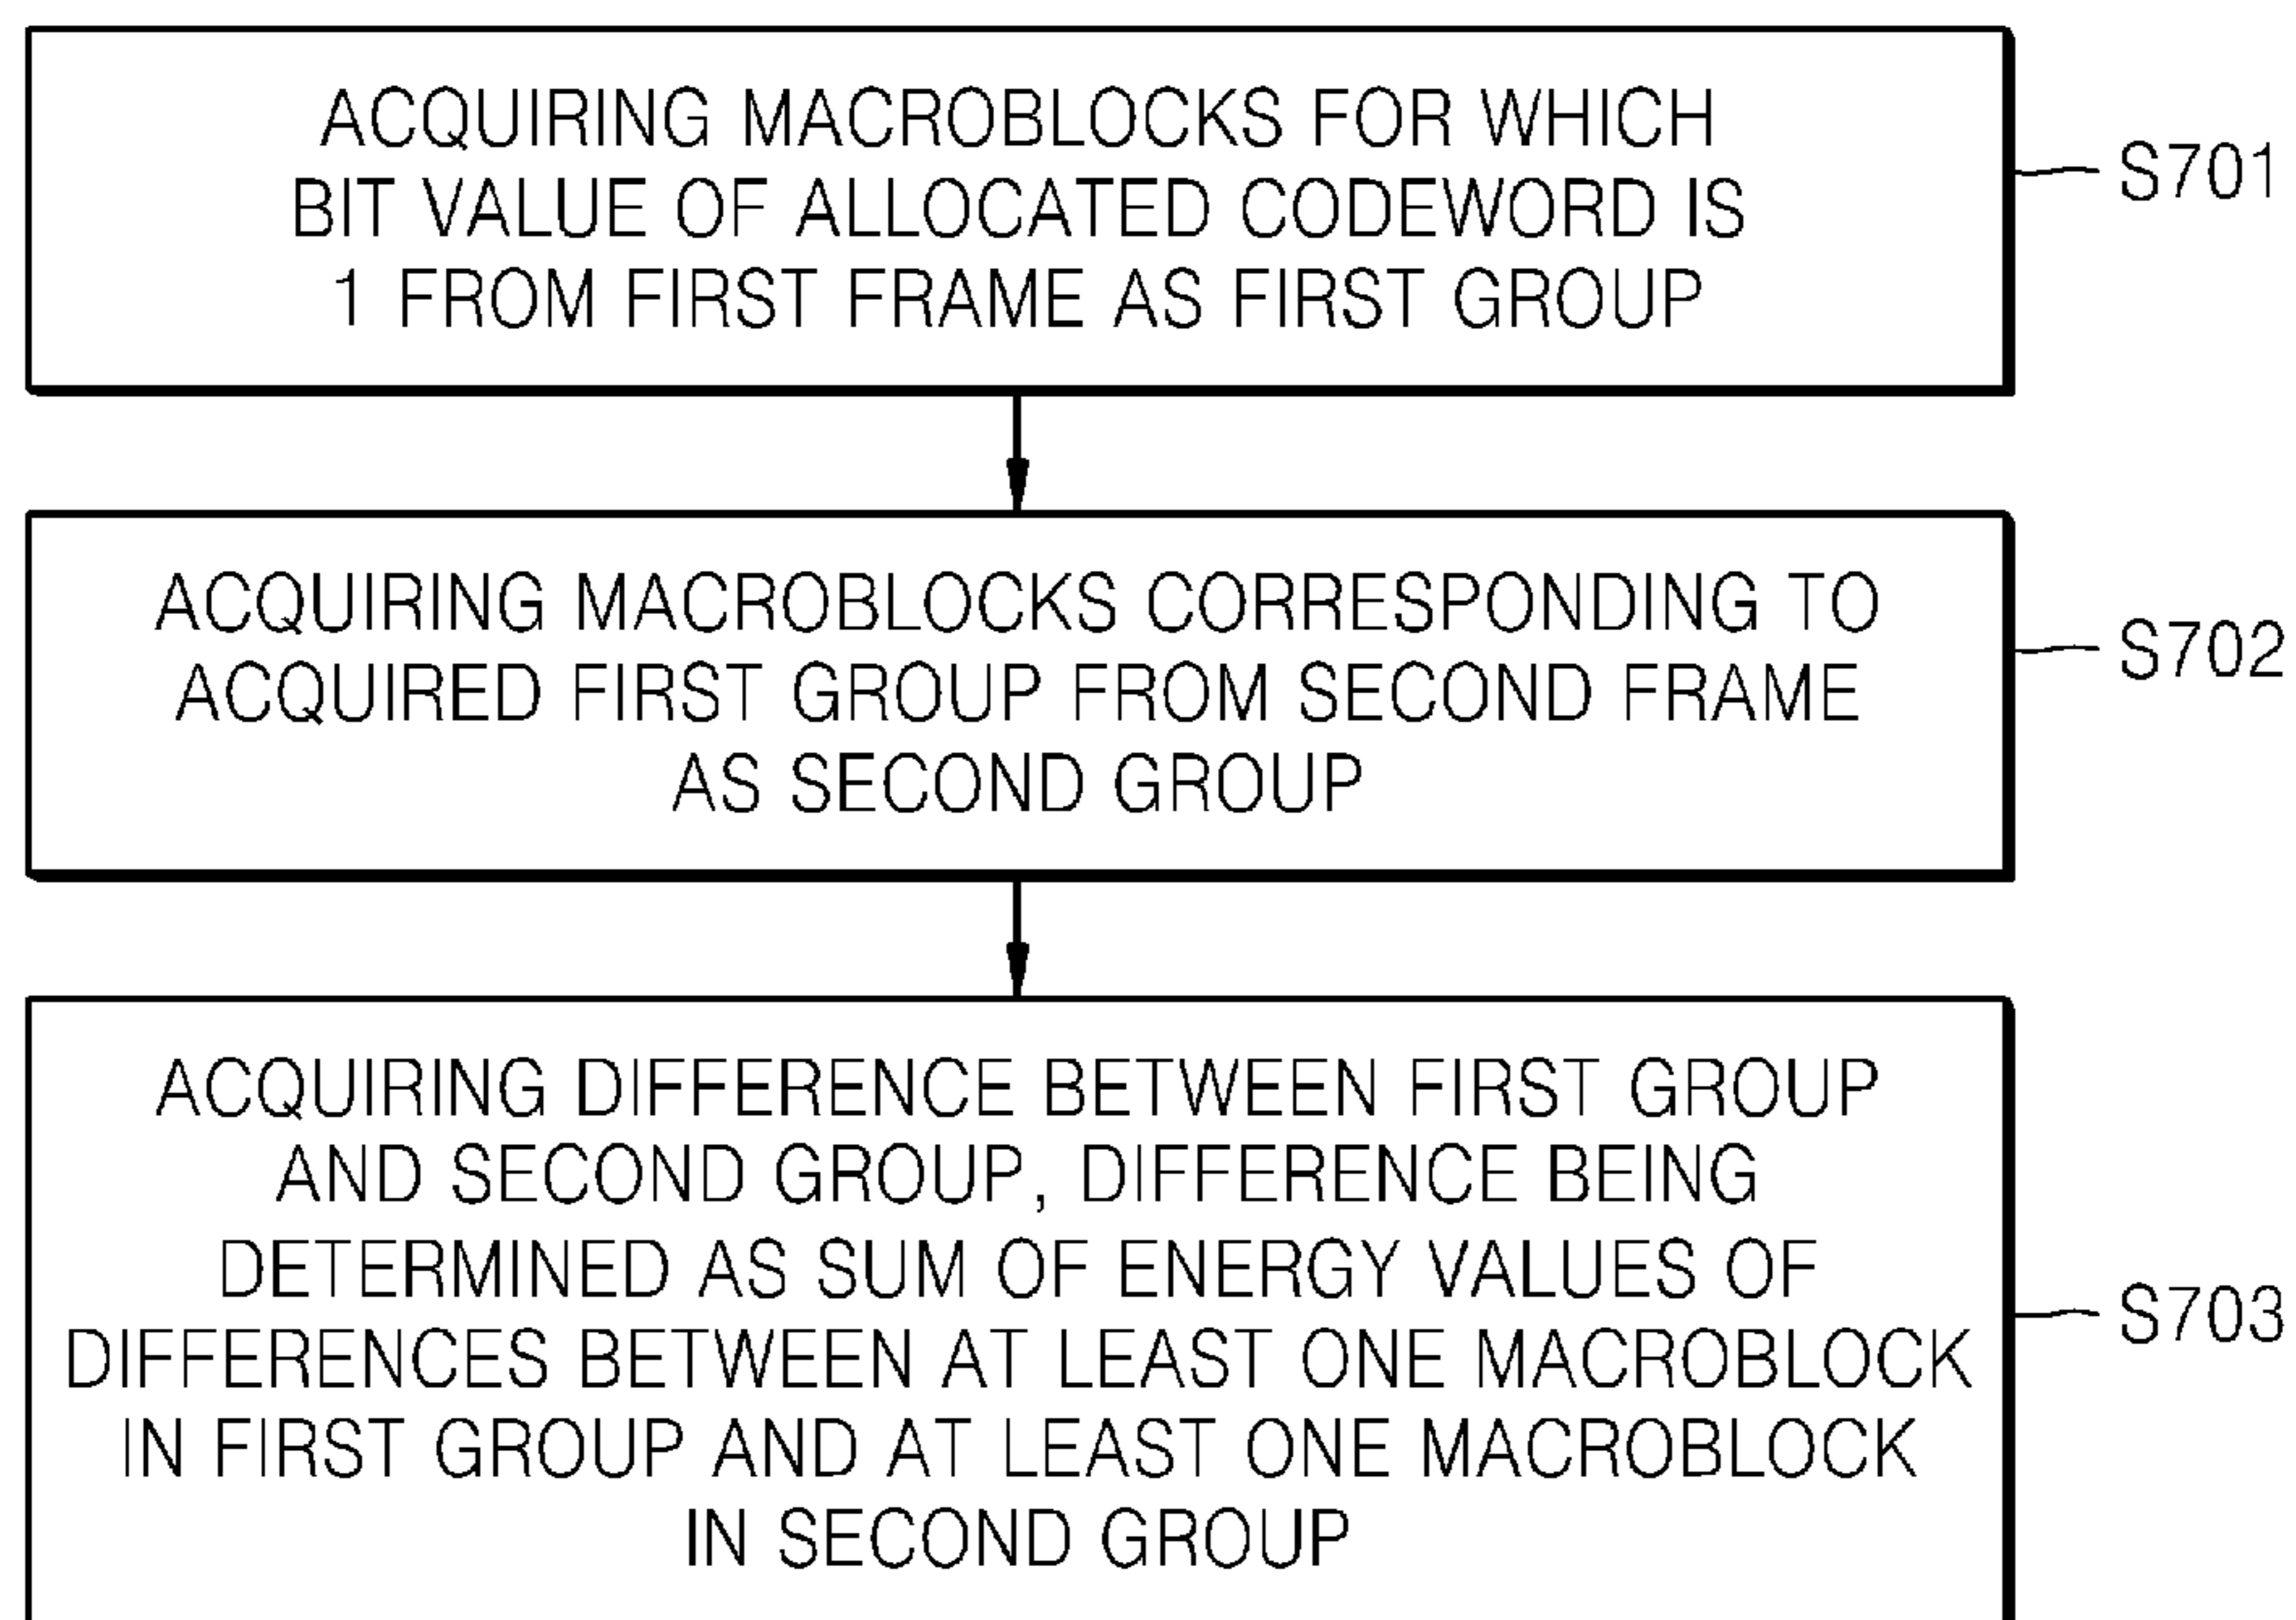 ACQUIRING MACROBLOCKS FOR WHICH
BIT VALUE OF ALLOCATED CODEWORD IS
1 FROM FIRST FRAME AS FIRST GROUP
S701
ACQUIRING MACROBLOCKS CORRESPONDING TO
ACQUIRED FIRST GROUP FROM SECOND FRAME
AS SECOND GROUP
S702
ACQUIRING DIFFERENCE BETWEEN FIRST GROUP
AND SECOND GROUP, DIFFERENCE BEING
DETERMINED AS SUM OF ENERGY VALUES OF
DIFFERENCES BETWEEN AT LEAST ONE MACROBLOCK
IN FIRST GROUP AND AT LEAST ONE MACROBLOCK
IN SECOND GROUP
S703